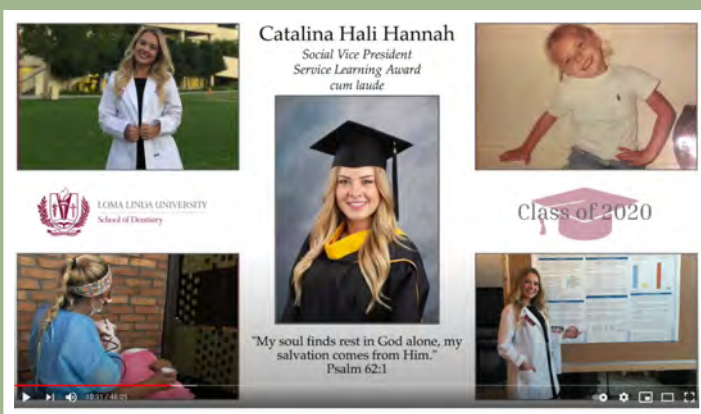 Catalina Hali Hannah
Social Vice President
Service Learning Award
cum laude
LOMA LINDA UNIVERSITY
School of Dentistry
Class of 2020
"My soul finds rest in God alone, my
salvation comes from Him."
Psalm 62:1